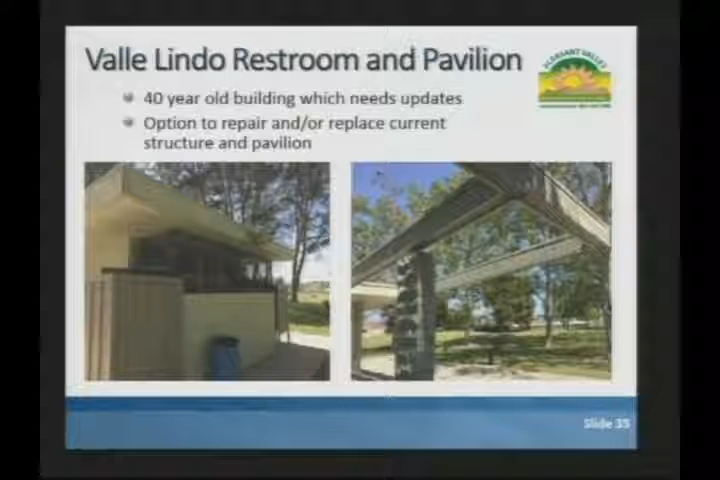 Valle Lindo Restroom and Pavilion
PLEASANT VALLEY
40 year old building which needs updates
Option to repair and/or replace current
structure and pavilion
Slide 35